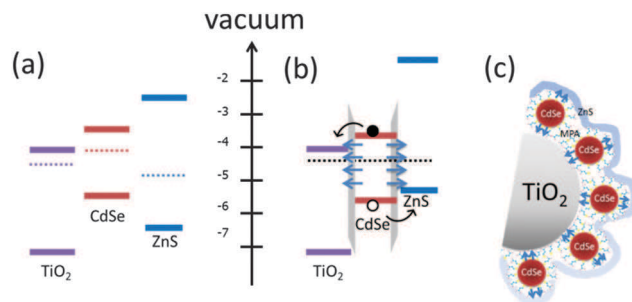 vacuum
(a)
-2
-3
-4
-5
-6
-7
CdSe
ZnS
TiO2
(b)
ZnS
CdSe
TiO2
(c)
ZnS
CdSe
MPA
CdSe
TiO2
CdSe
CdSe
CdSe